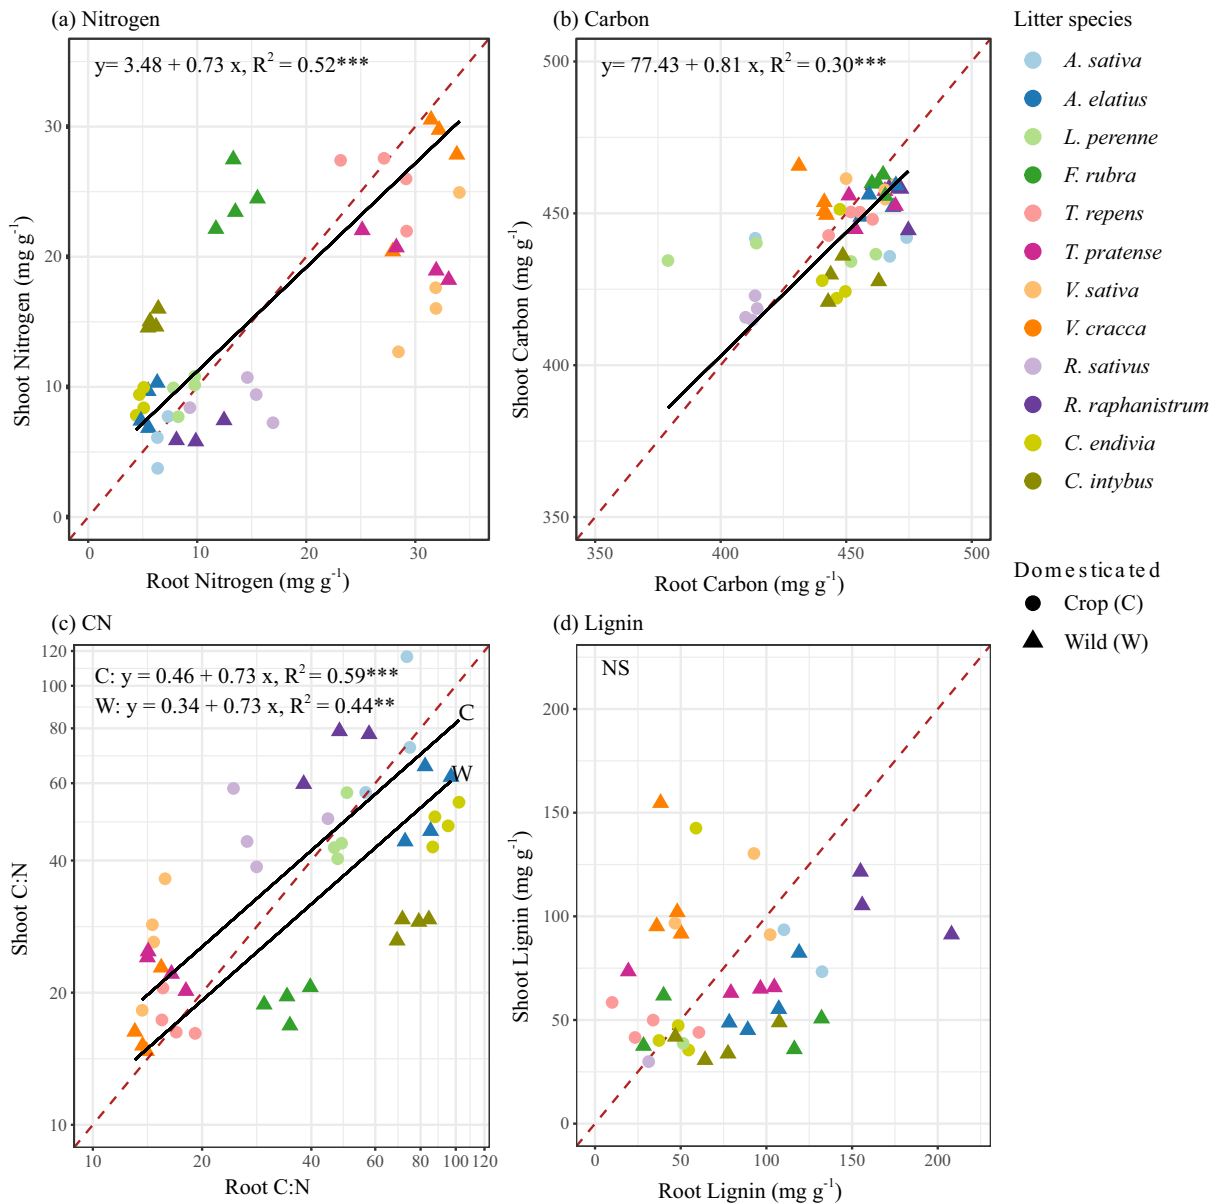 (a) Nitrogen
y= 3.48 + 0.73 x, R² = 0.52***
30
20
10
0
Shoot Nitrogen (mg g⁻¹)
0 10 20 30
Root Nitrogen (mg g⁻¹)
(b) Carbon
y= 77.43 + 0.81 x, R² = 0.30***
500
450
400
350
Shoot Carbon (mg g⁻¹)
350 400 450 500
Root Carbon (mg g⁻¹)
Litter species
A. sativa
A. elatius
L. perenne
F. rubra
T. repens
T. pratense
V. sativa
V. cracca
R. sativus
R. raphanistrum
C. endivia
C. intybus
Domesticated
Crop (C)
Wild (W)
(c) CN
C: y = 0.46 + 0.73 x, R² = 0.59***
W: y = 0.34 + 0.73 x, R² = 0.44**
C
W
120
100
80
60
40
20
10
Shoot C:N
10 20 40 60 80 100 120
Root C:N
(d) Lignin
NS
200
150
100
50
0
Shoot Lignin (mg g⁻¹)
0 50 100 150 200
Root Lignin (mg g⁻¹)